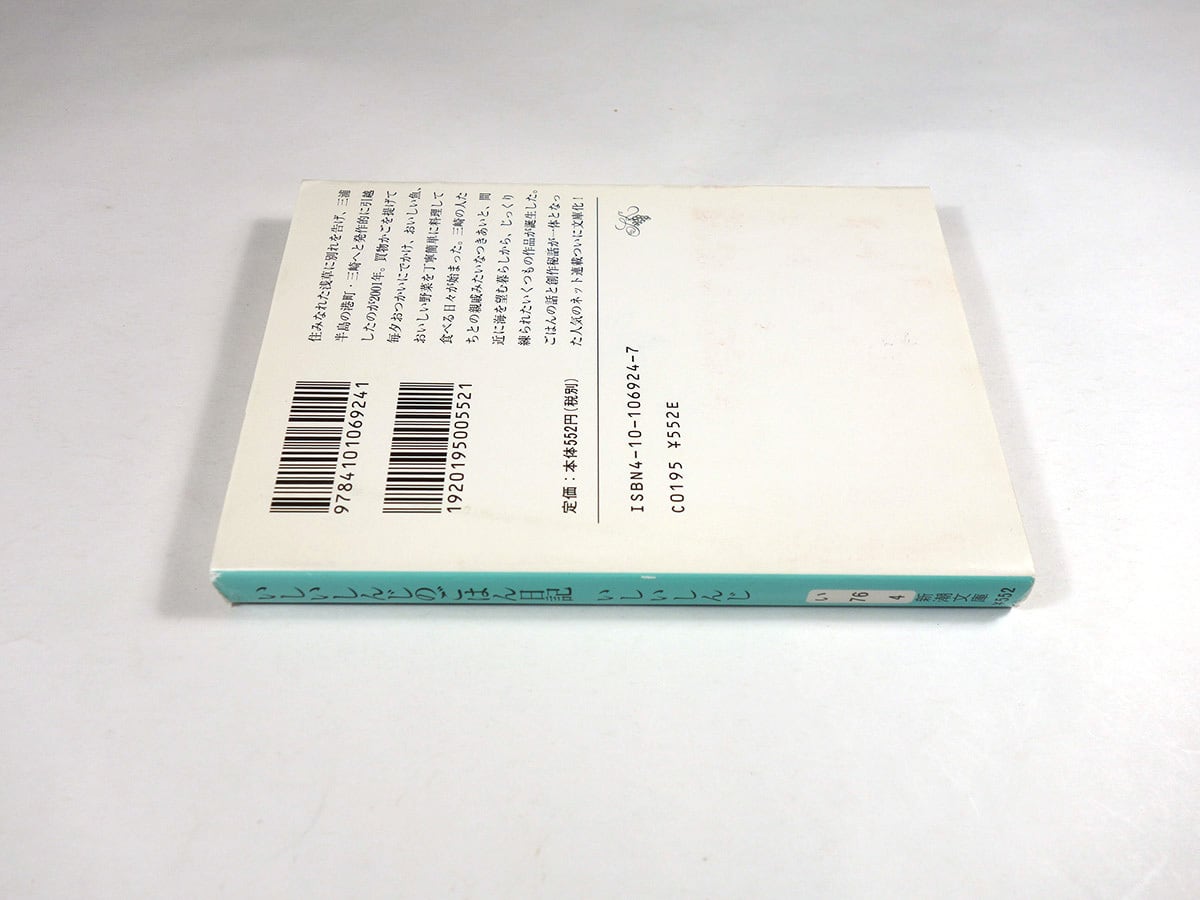 住みなれた浅草に別れを告げ、三浦
半島の港町・三崎へと発作的に引越
したのが2001年。買物かごを提げて
毎夕おつかいにでかけ、おいしい魚、
おいしい野菜を丁寧簡単に料理して
食べる日々が始まった。三崎の人た
ちとの親戚みたいなつきあいと、間
近に海を望む暮らしから、じっくり
練られたいくつもの作品が誕生した。
ごはんの話と創作秘話が一体となっ
た人気のネット連載ついに文庫化！
9784101069241
1920195005521
定価：本体552円(税別)
ISBN4-10-106924-7
C0195 ¥552E
いしいしんじのごはん日記 いしいしんじ
い 76 4
新潮文庫
¥552